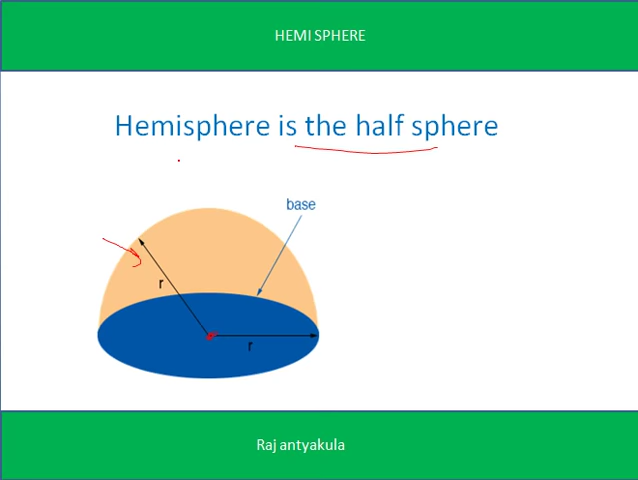 HEMI SPHERE
Hemisphere is the half sphere
base
r
r
Raj antyakula